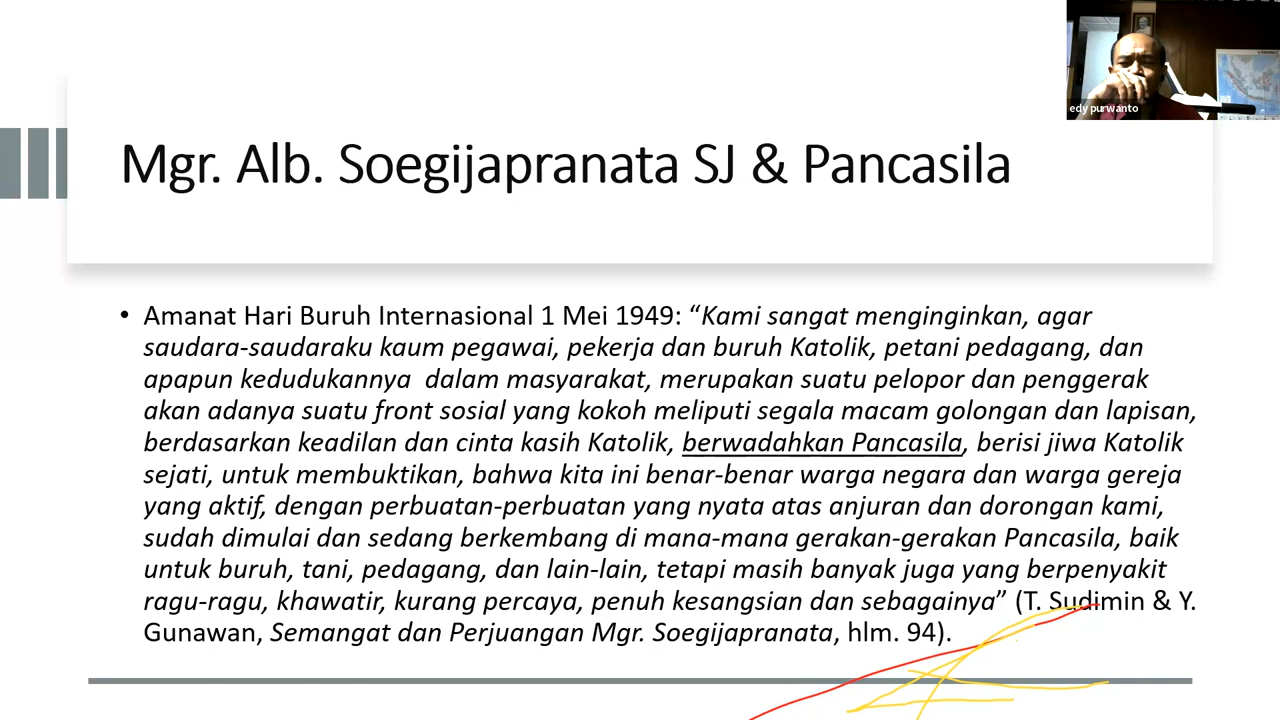 edy purwanto
Mgr. Alb. Soegijapranata SJ & Pancasila
• Amanat Hari Buruh Internasional 1 Mei 1949: “Kami sangat menginginkan, agar
saudara-saudaraku kaum pegawai, pekerja dan buruh Katolik, petani pedagang, dan
apapun kedudukannya  dalam masyarakat, merupakan suatu pelopor dan penggerak
akan adanya suatu front sosial yang kokoh meliputi segala macam golongan dan lapisan,
berdasarkan keadilan dan cinta kasih Katolik, berwadahkan Pancasila, berisi jiwa Katolik
sejati, untuk membuktikan, bahwa kita ini benar-benar warga negara dan warga gereja
yang aktif, dengan perbuatan-perbuatan yang nyata atas anjuran dan dorongan kami,
sudah dimulai dan sedang berkembang di mana-mana gerakan-gerakan Pancasila, baik
untuk buruh, tani, pedagang, dan lain-lain, tetapi masih banyak juga yang berpenyakit
ragu-ragu, khawatir, kurang percaya, penuh kesangsian dan sebagainya” (T. Sudimin & Y.
Gunawan, Semangat dan Perjuangan Mgr. Soegijapranata, hlm. 94).